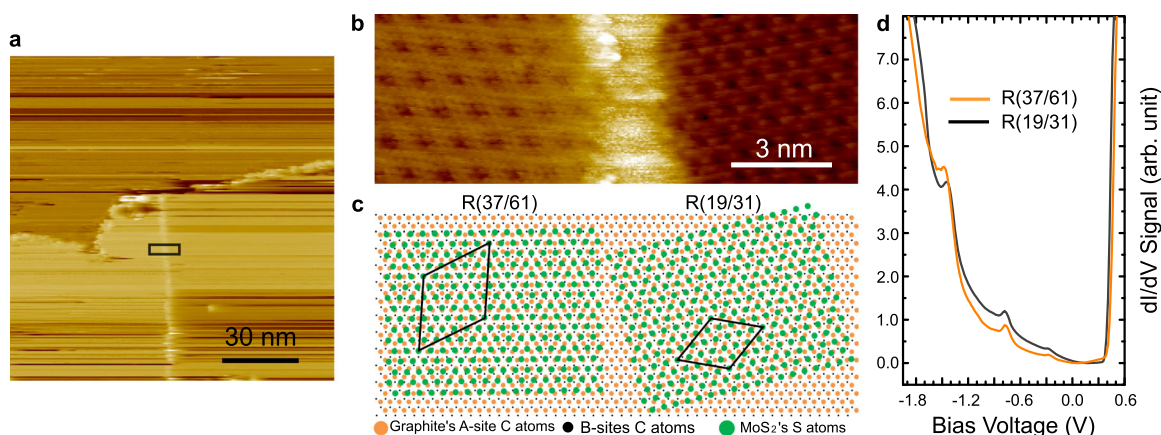 a
30 nm
b
3 nm
c
R(37/61)
R(19/31)
Graphite's A-site C atoms
B-sites C atoms
MoS₂'s S atoms
d
7.0
6.0
5.0
4.0
3.0
2.0
1.0
0.0
R(37/61)
R(19/31)
-1.8 -1.2 -0.6 0.0 0.6
Bias Voltage (V)
dI/dV Signal (arb. unit)